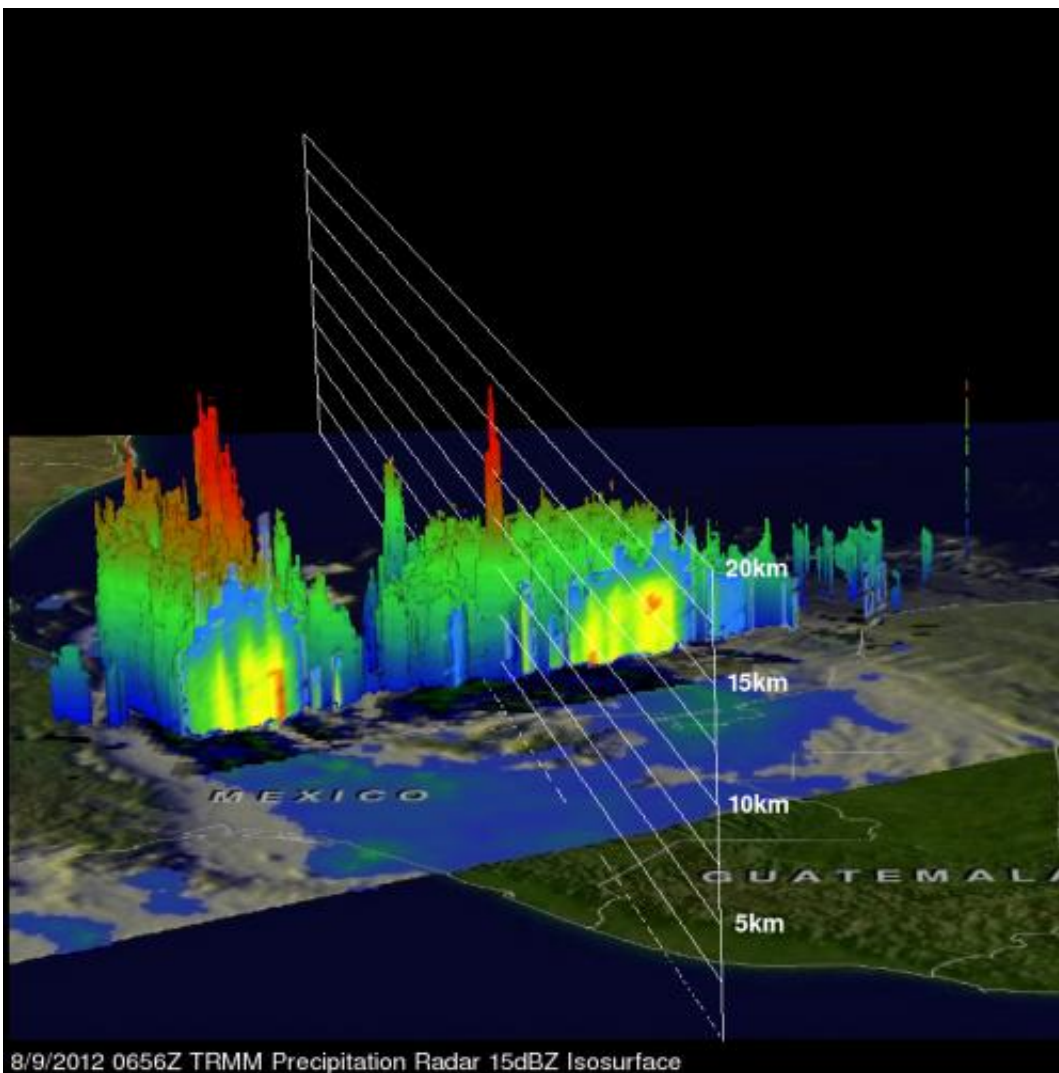 20km
15km
MEXICO
10km
GUATEMALA
5km
8/9/2012 0656Z TRMM Precipitation Radar 15dBZ Isosurface